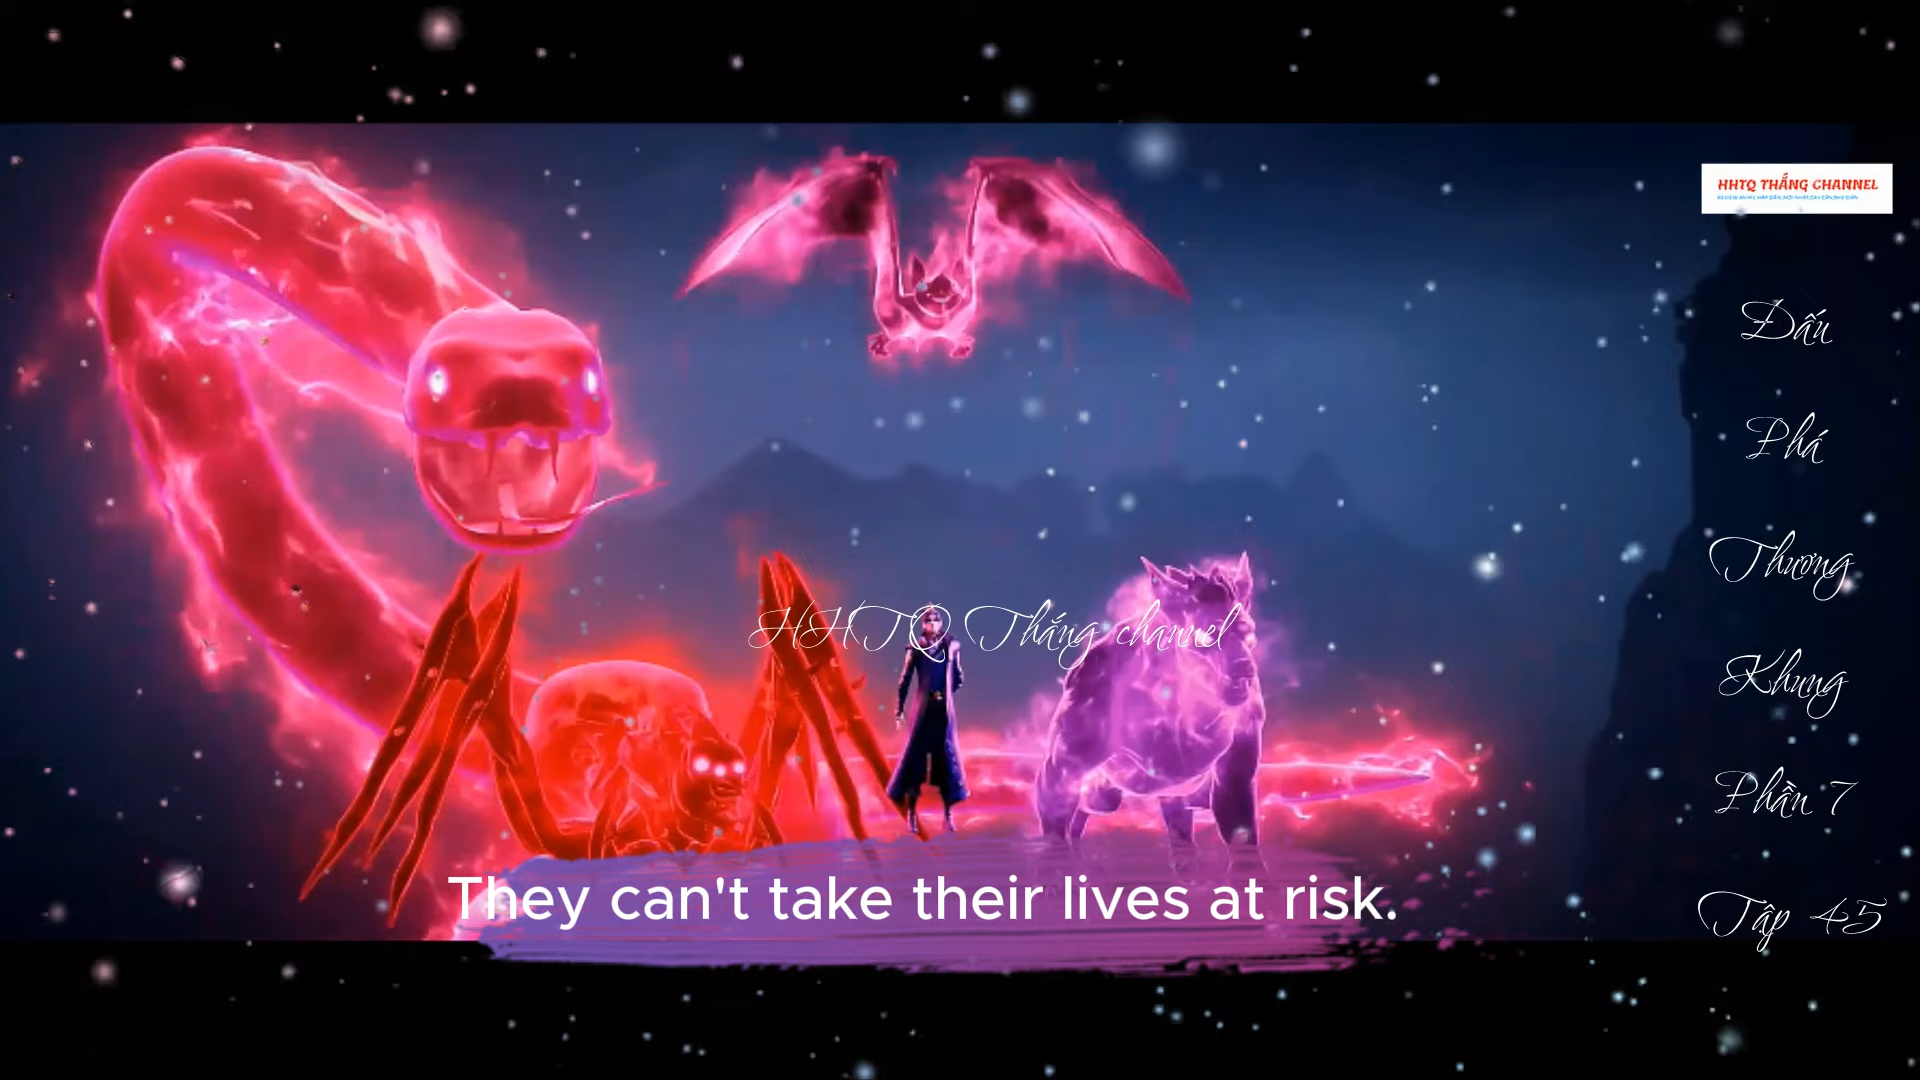 HHTQ THẮNG CHANNEL
Đấu
Phá
Thương
Khung
Phần 7
Tập 45
HHTQ Thắng channel
They can't take their lives at risk.